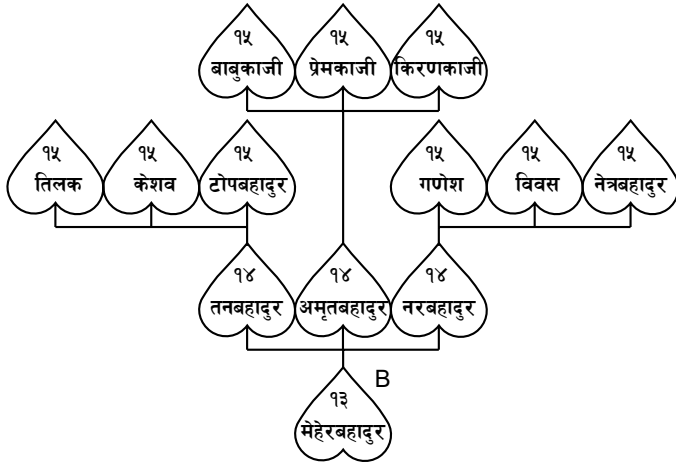 १५ १५ १५
बाबुकाजी प्रेमकाजी किरणकाजी
१५ १५ १५ १५ १५ १५
तिलक केशव टोपबहादुर गणेश विवस नेत्रबहादुर
१४ १४ १४
तनबहादुर अमृतबहादुर नरबहादुर
B
१३
मेहेरबहादुर